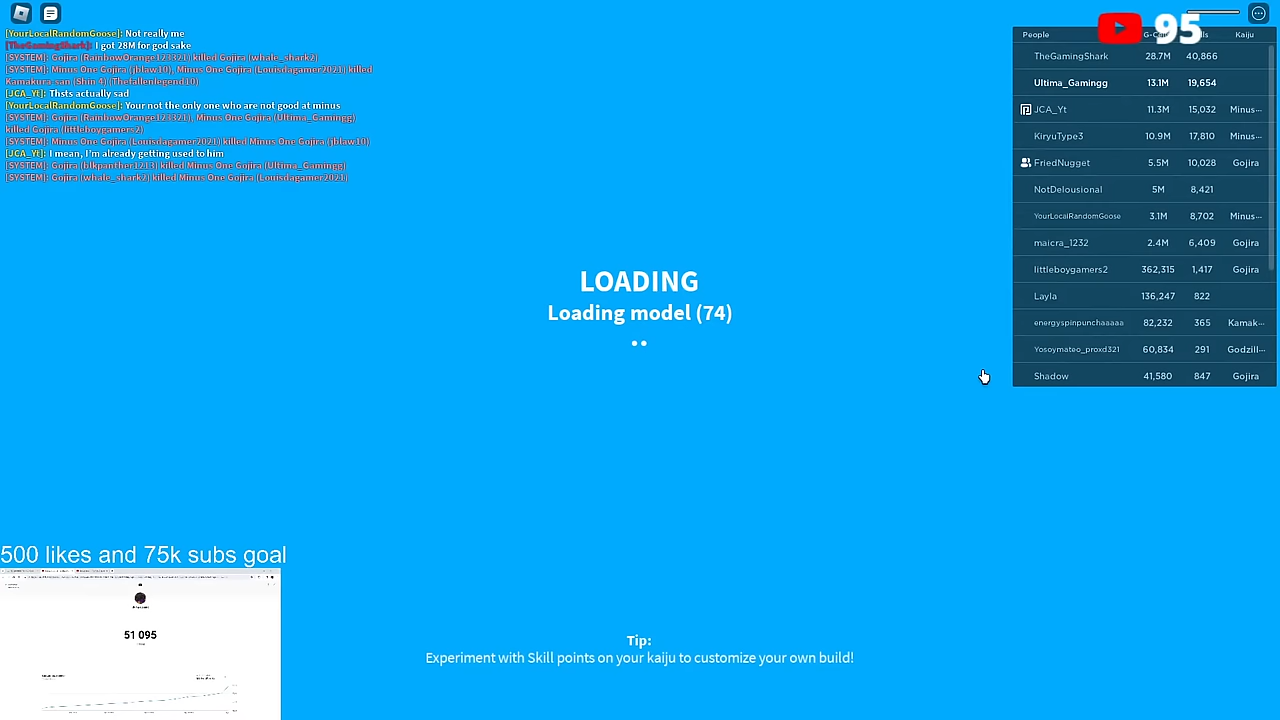 [YourLocalRandomGoose]: Not really me
[TheGamingShark]: I got 28M for god sake
[SYSTEM]: Gojira (RambowOrange123321) killed Gojira (whale_shark2)
[SYSTEM]: Minus One Gojira (jblaw10), Minus One Gojira (Louisdagamer2021) killed
Kamakura-san (Shin 4) (Thefallenlegend10)
[JCA_Yt]: Thsts actually sad
[YourLocalRandomGoose]: Your not the only one who are not good at minus
[SYSTEM]: Gojira (RambowOrange123321), Minus One Gojira (Ultima_Gamingg)
killed Gojira (littleboygamers2)
[SYSTEM]: Minus One Gojira (Louisdagamer2021) killed Minus One Gojira (jblaw10)
[JCA_Yt]: I mean, I'm already getting used to him
[SYSTEM]: Gojira (blkpanther1213) killed Minus One Gojira (Ultima_Gamingg)
[SYSTEM]: Gojira (whale_shark2) killed Minus One Gojira (Louisdagamer2021)
95
People Kaiju
TheGamingShark 28.7M 40,866
Ultima_Gamingg 13.1M 19,654
JCA_Yt 11.3M 15,032 Minus...
KiryuType3 10.9M 17,810 Minus...
FriedNugget 5.5M 10,028 Gojira
NotDelousional 5M 8,421
YourLocalRandomGoose 3.1M 8,702 Minus...
maicra_1232 2.4M 6,409 Gojira
littleboygamers2 362,315 1,417 Gojira
Layla 136,247 822
energyspinpunchaaaaa 82,232 365 Kamak...
Yosoymateo_proxd321 60,834 291 Godzill...
Shadow 41,580 847 Gojira
LOADING
Loading model (74)
500 likes and 75k subs goal
51 095
Tip:
Experiment with Skill points on your kaiju to customize your own build!